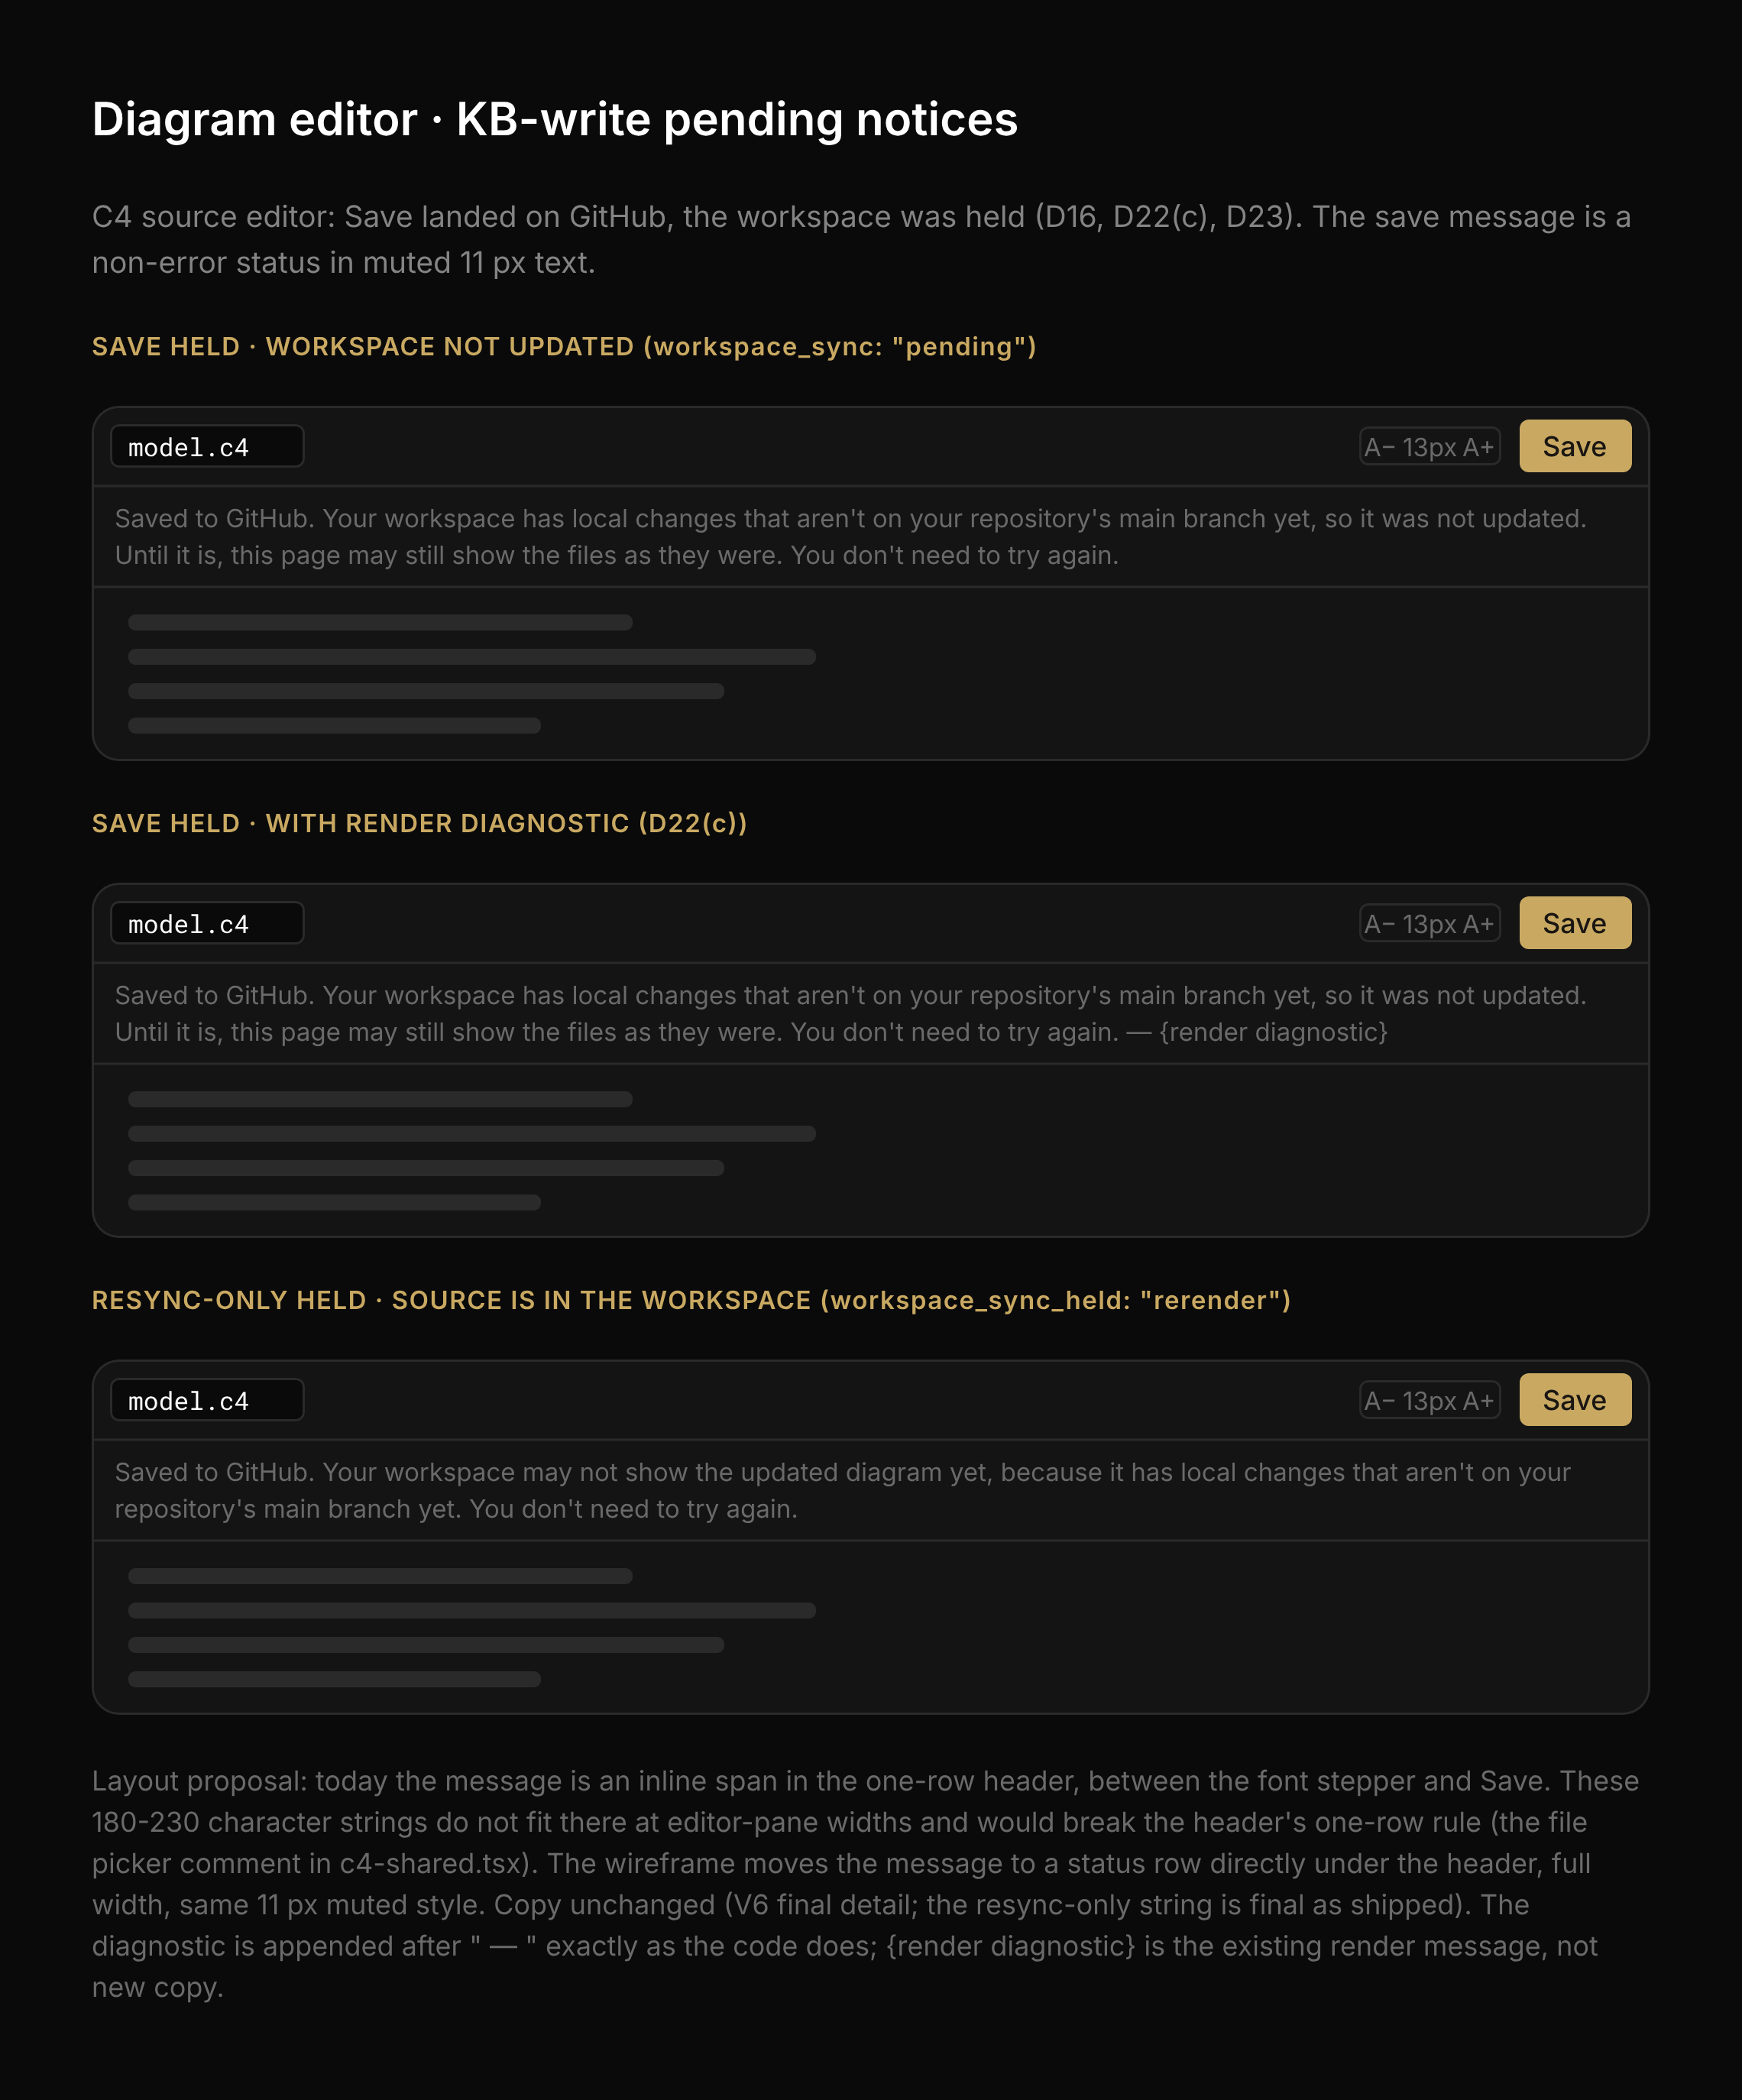 Diagram editor · KB-write pending notices
C4 source editor: Save landed on GitHub, the workspace was held (D16, D22(c), D23). The save message is a
non-error status in muted 11 px text.
SAVE HELD · WORKSPACE NOT UPDATED (workspace_sync: "pending")
model.c4
A− 13px A+
Save
Saved to GitHub. Your workspace has local changes that aren't on your repository's main branch yet, so it was not updated.
Until it is, this page may still show the files as they were. You don't need to try again.
SAVE HELD · WITH RENDER DIAGNOSTIC (D22(c))
model.c4
A− 13px A+
Save
Saved to GitHub. Your workspace has local changes that aren't on your repository's main branch yet, so it was not updated.
Until it is, this page may still show the files as they were. You don't need to try again. — {render diagnostic}
RESYNC-ONLY HELD · SOURCE IS IN THE WORKSPACE (workspace_sync_held: "rerender")
model.c4
A− 13px A+
Save
Saved to GitHub. Your workspace may not show the updated diagram yet, because it has local changes that aren't on your
repository's main branch yet. You don't need to try again.
Layout proposal: today the message is an inline span in the one-row header, between the font stepper and Save. These
180-230 character strings do not fit there at editor-pane widths and would break the header's one-row rule (the file
picker comment in c4-shared.tsx). The wireframe moves the message to a status row directly under the header, full
width, same 11 px muted style. Copy unchanged (V6 final detail; the resync-only string is final as shipped). The
diagnostic is appended after " — " exactly as the code does; {render diagnostic} is the existing render message, not
new copy.